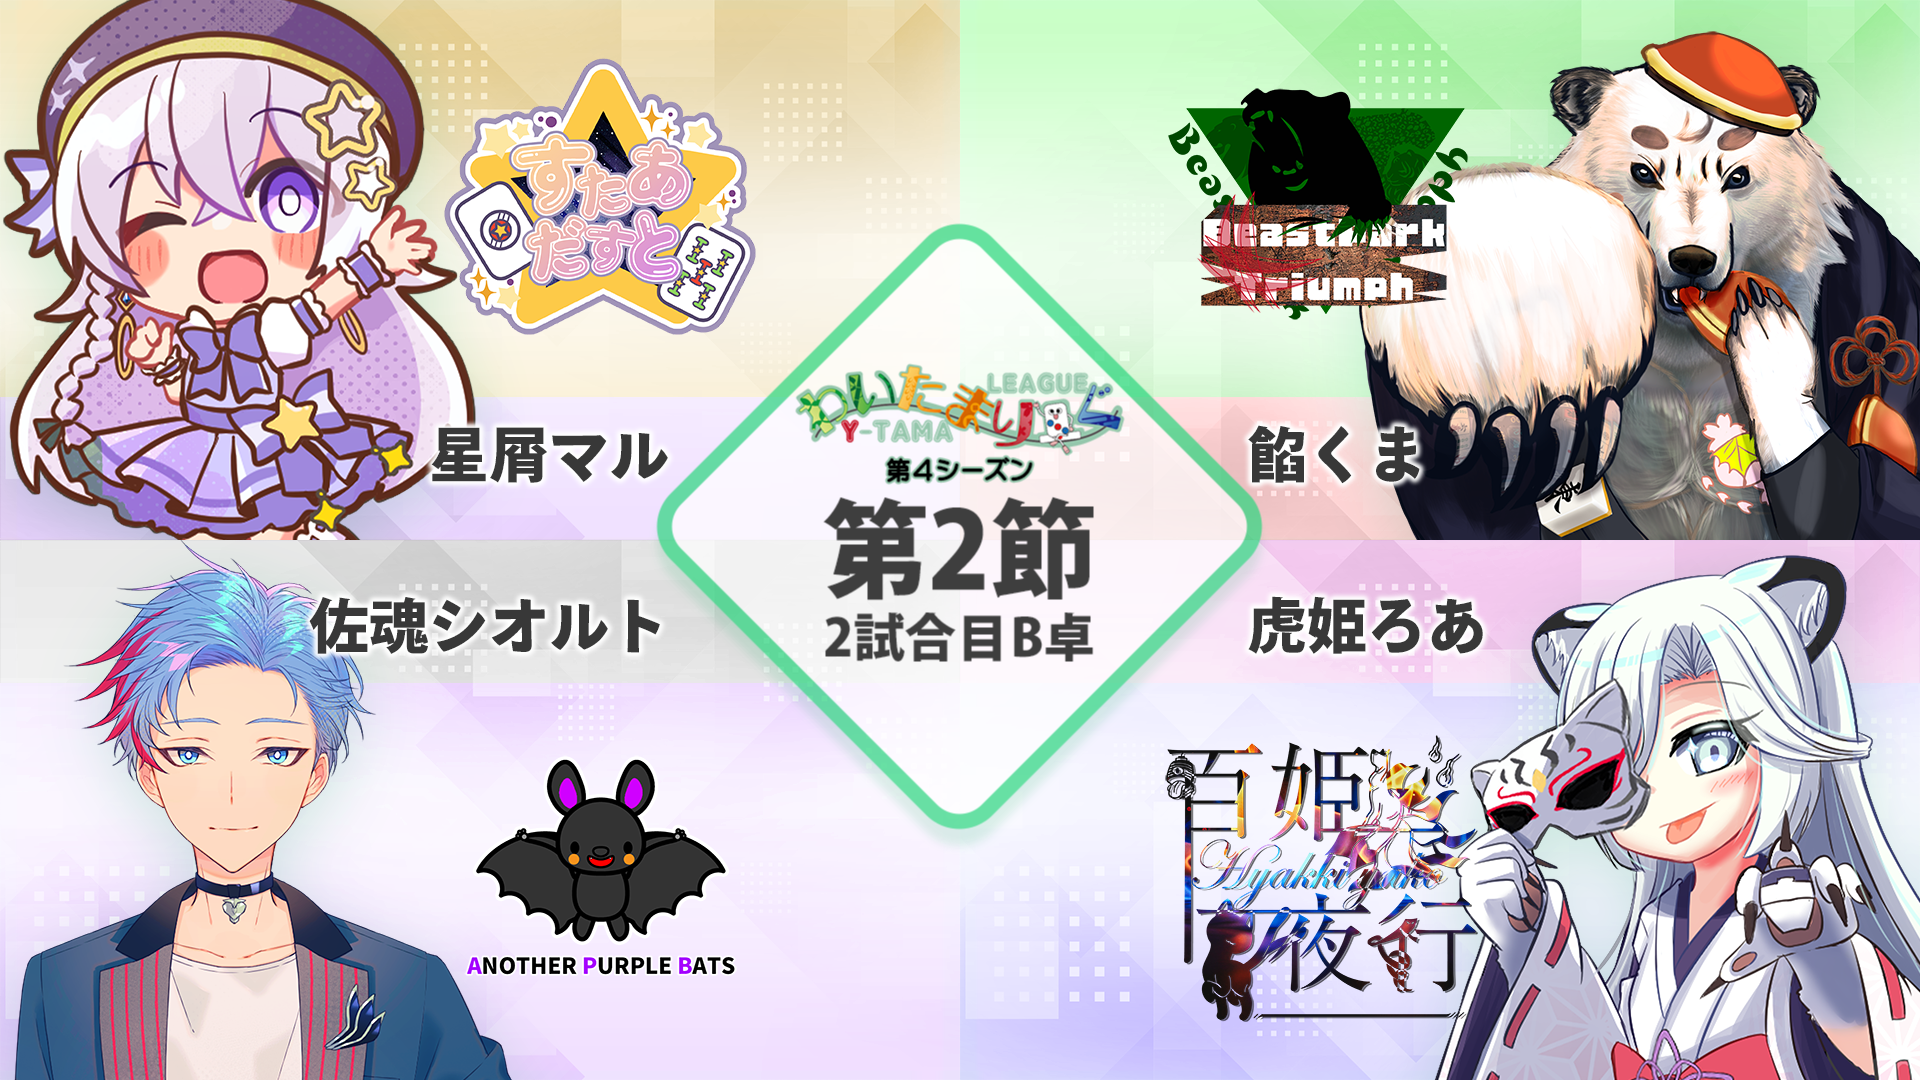 すたあ
だすと
Beastmark
Triumph
わいたまりーぐ
LEAGUE
Y-TAMA
第4シーズン
第2節
2試合目B卓
星屑マル
餡くま
佐魂シオルト
虎姫ろあ
ANOTHER PURPLE BATS
百姫
Hyakkiyako
夜行